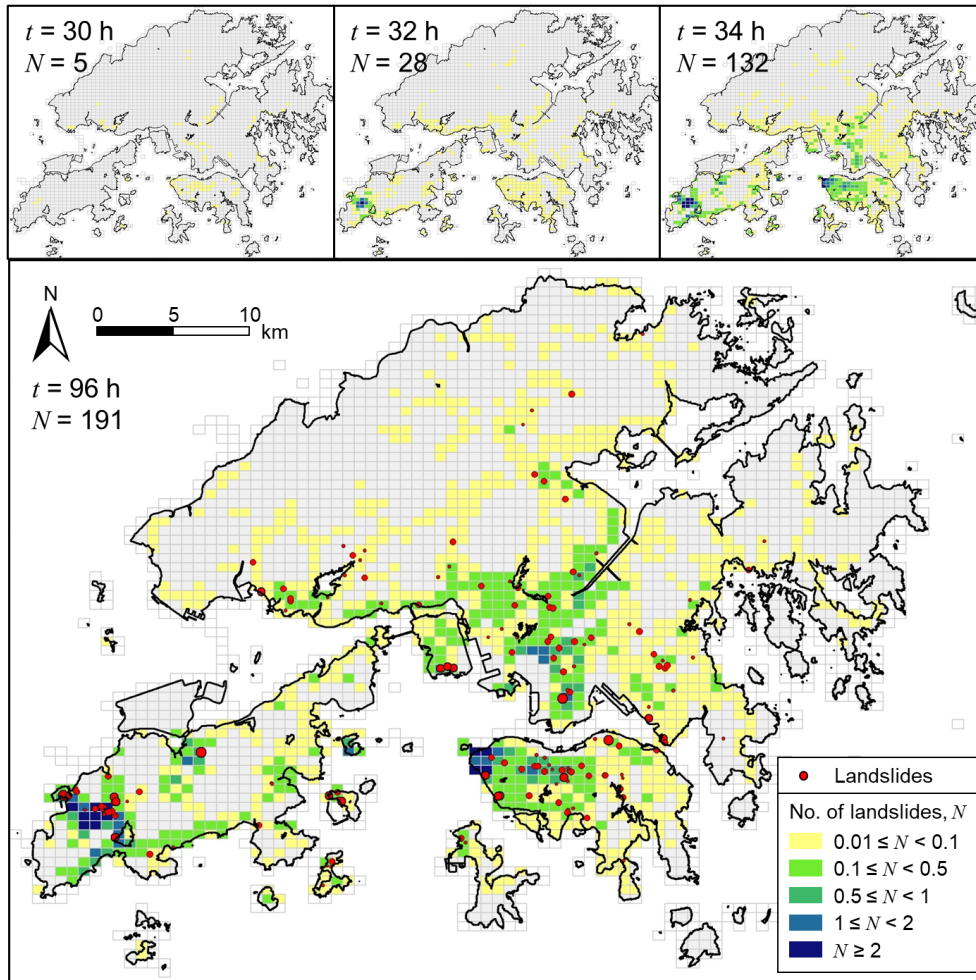 t = 30 h
N = 5
t = 32 h
N = 28
t = 34 h
N = 132
N
0 5 10
km
t = 96 h
N = 191
Landslides
No. of landslides, N
0.01 ≤ N < 0.1
0.1 ≤ N < 0.5
0.5 ≤ N < 1
1 ≤ N < 2
N ≥ 2